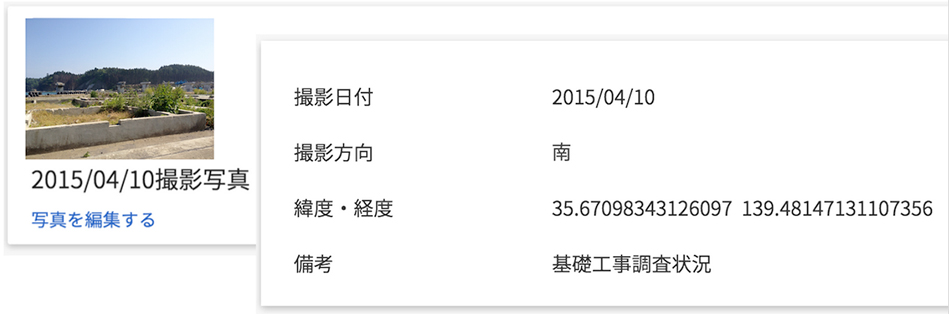 2015/04/10撮影写真
写真を編集する
撮影日付 2015/04/10
撮影方向 南
緯度・経度 35.67098343126097 139.48147131107356
備考 基礎工事調査状況